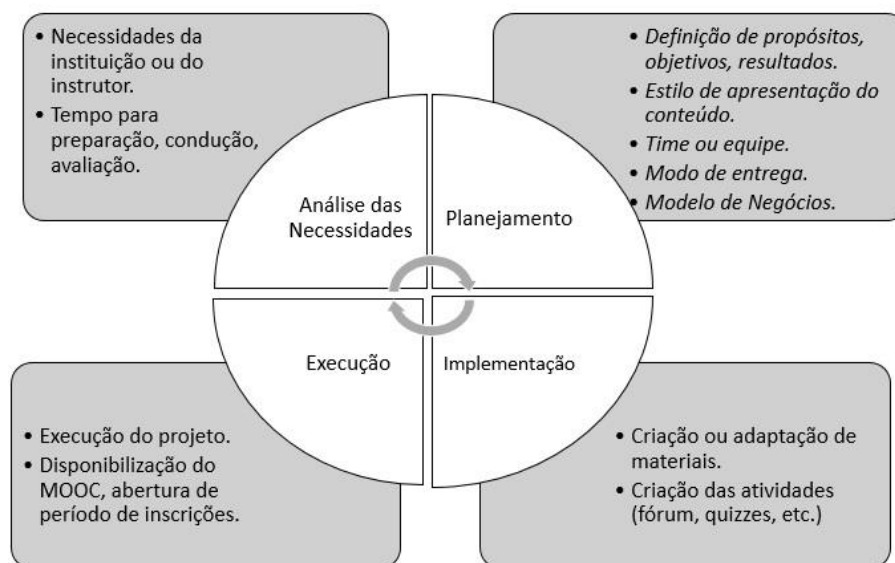 • Necessidades da
instituição ou do
instrutor.
• Tempo para
preparação, condução,
avaliação.
• Definição de propósitos,
objetivos, resultados.
• Estilo de apresentação do
conteúdo.
• Time ou equipe.
• Modo de entrega.
• Modelo de Negócios.
Análise das
Necessidades
Planejamento
Execução
Implementação
• Execução do projeto.
• Disponibilização do
MOOC, abertura de
período de inscrições.
• Criação ou adaptação de
materiais.
• Criação das atividades
(fórum, quizzes, etc.)